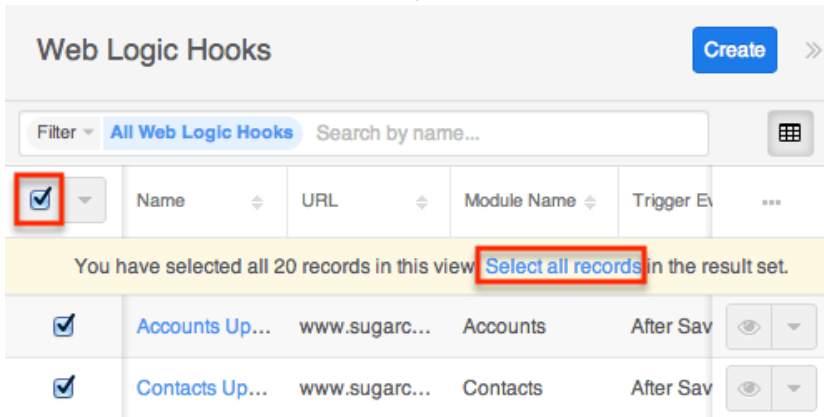 Web Logic Hooks Create
Filter All Web Logic Hooks Search by name...
Name URL Module Name Trigger Ev
You have selected all 20 records in this view Select all records in the result set.
Accounts Up... www.sugarc... Accounts After Sav
Contacts Up... www.sugarc... Contacts After Sav